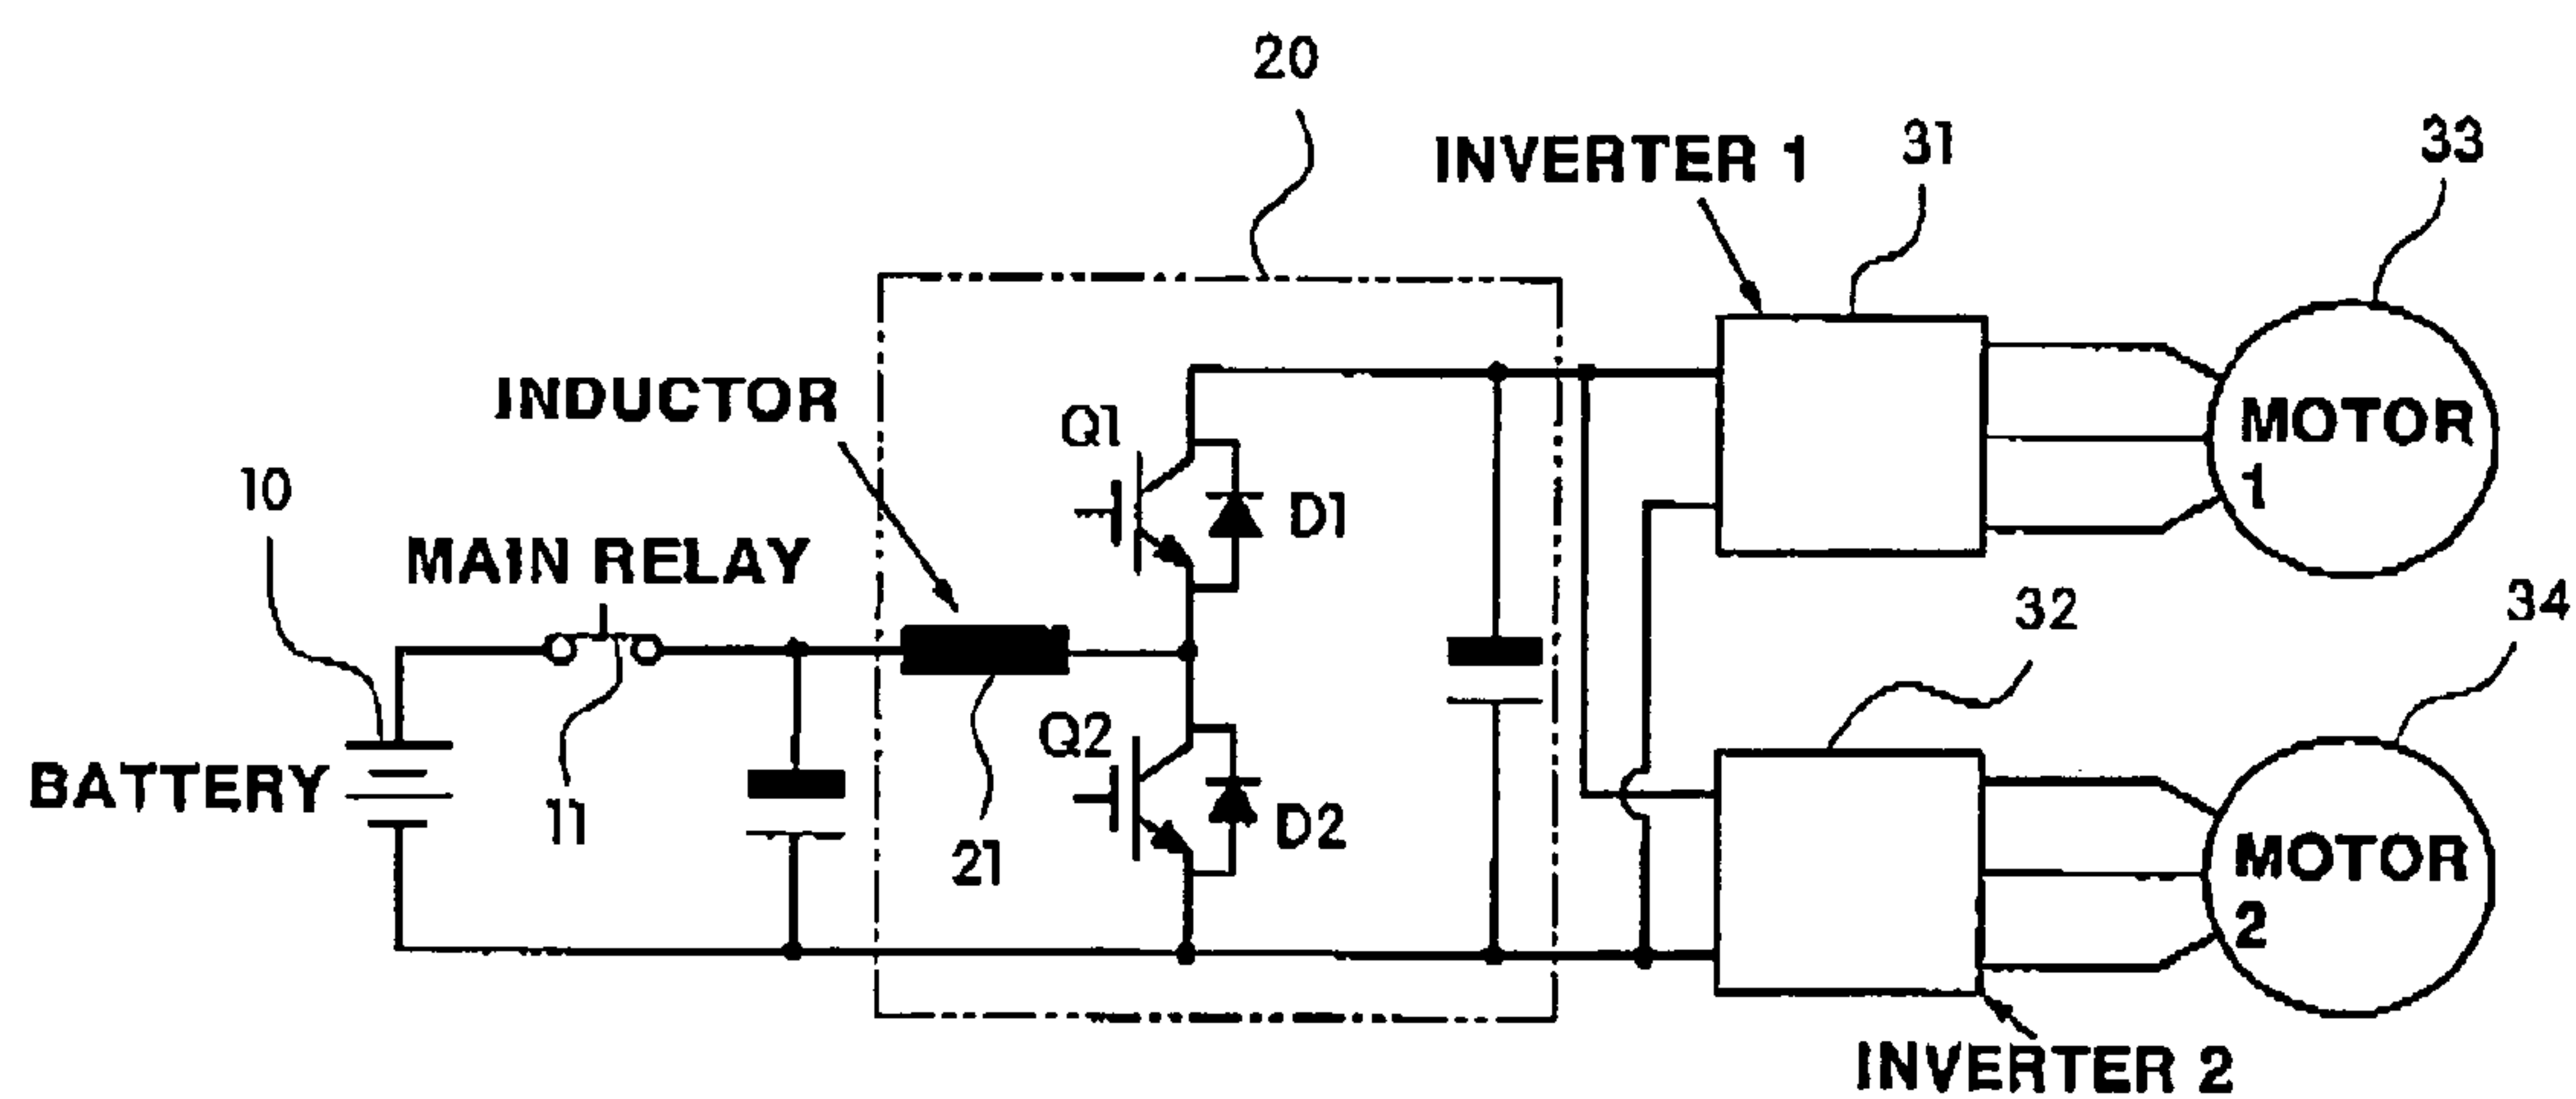 20
INVERTER 1
31
33
INDUCTOR
Q1
D1
MOTOR
1
10
MAIN RELAY
11
BATTERY
21
Q2
D2
32
34
MOTOR
2
INVERTER 2